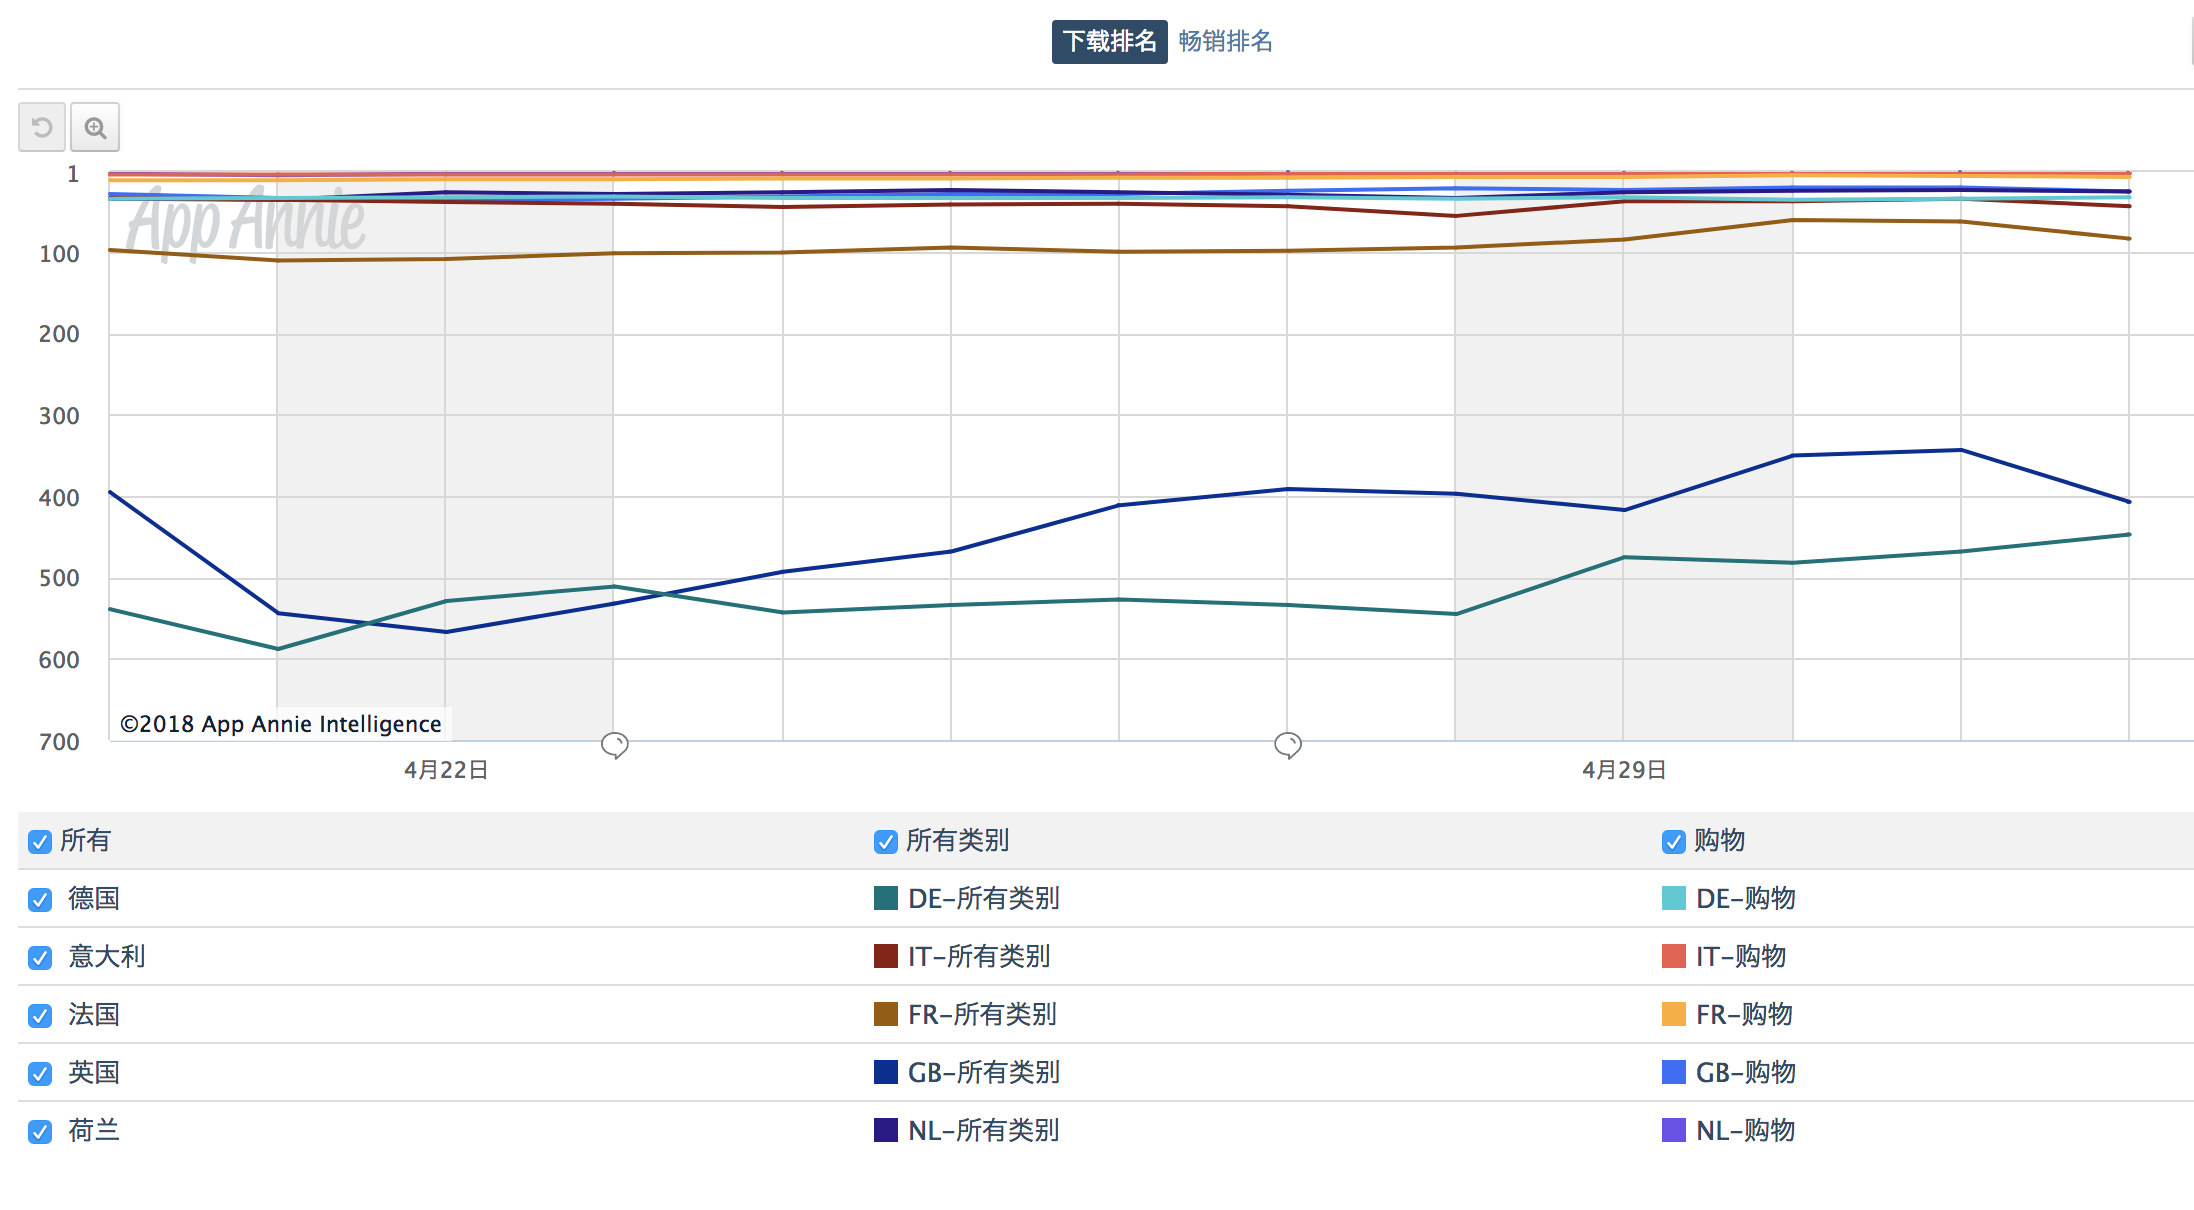 下载排名 畅销排名
1
App Annie
100
200
300
400
500
600
©2018 App Annie Intelligence
700
4月22日 4月29日
所有 所有类别 购物
德国 DE-所有类别 DE-购物
意大利 IT-所有类别 IT-购物
法国 FR-所有类别 FR-购物
英国 GB-所有类别 GB-购物
荷兰 NL-所有类别 NL-购物